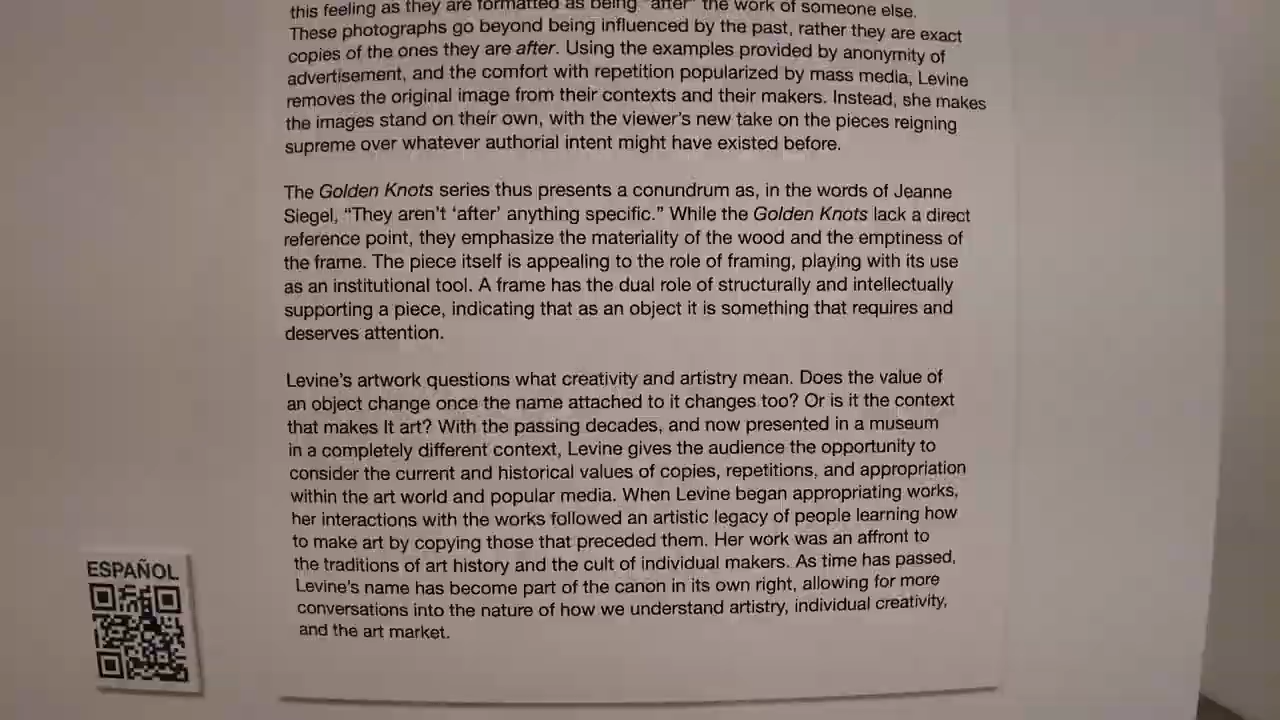 this feeling as they are formatted as being "after" the work of someone else.
These photographs go beyond being influenced by the past, rather they are exact
copies of the ones they are after. Using the examples provided by anonymity of
advertisement, and the comfort with repetition popularized by mass media, Levine
removes the original image from their contexts and their makers. Instead, she makes
the images stand on their own, with the viewer's new take on the pieces reigning
supreme over whatever authorial intent might have existed before.
The Golden Knots series thus presents a conundrum as, in the words of Jeanne
Siegel, “They aren’t ‘after’ anything specific.” While the Golden Knots lack a direct
reference point, they emphasize the materiality of the wood and the emptiness of
the frame. The piece itself is appealing to the role of framing, playing with its use
as an institutional tool. A frame has the dual role of structurally and intellectually
supporting a piece, indicating that as an object it is something that requires and
deserves attention.
Levine’s artwork questions what creativity and artistry mean. Does the value of
an object change once the name attached to it changes too? Or is it the context
that makes It art? With the passing decades, and now presented in a museum
in a completely different context, Levine gives the audience the opportunity to
consider the current and historical values of copies, repetitions, and appropriation
within the art world and popular media. When Levine began appropriating works,
her interactions with the works followed an artistic legacy of people learning how
to make art by copying those that preceded them. Her work was an affront to
the traditions of art history and the cult of individual makers. As time has passed,
Levine’s name has become part of the canon in its own right, allowing for more
conversations into the nature of how we understand artistry, individual creativity,
and the art market.
ESPAÑOL